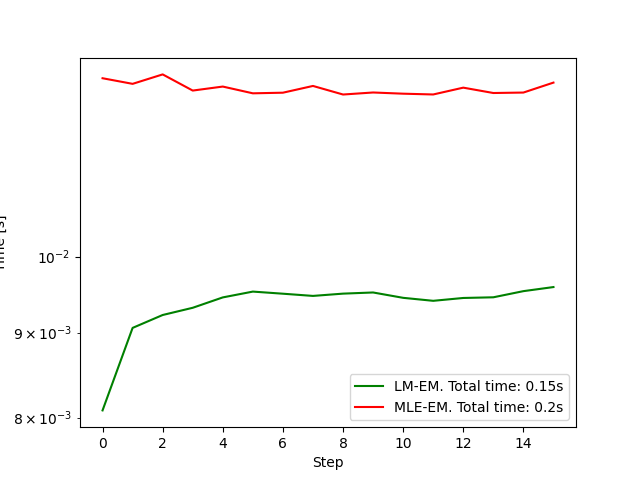 Time [s]
10⁻²
9 × 10⁻³
8 × 10⁻³
0 2 4 6 8 10 12 14
Step
LM-EM. Total time: 0.15s
MLE-EM. Total time: 0.2s